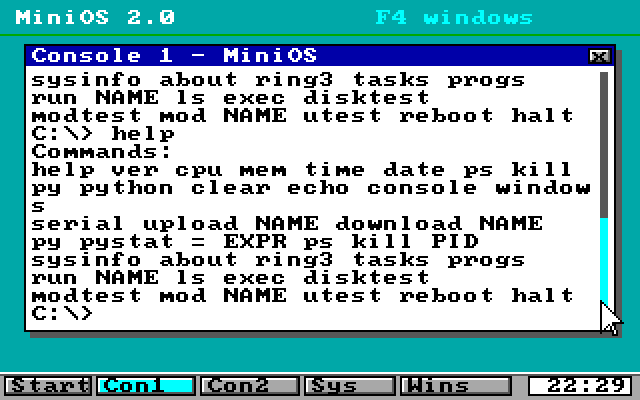 MiniOS 2.0 F4 windows
Console 1 - MiniOS
sysinfo about ring3 tasks progs
run NAME ls exec disktest
modtest mod NAME utest reboot halt
C:\> help
Commands:
help ver cpu mem time date ps kill
py python clear echo console window
s
serial upload NAME download NAME
py pystat = EXPR ps kill PID
sysinfo about ring3 tasks progs
run NAME ls exec disktest
modtest mod NAME utest reboot halt
C:\>
Start Con1 Con2 Sys Wins 22:29